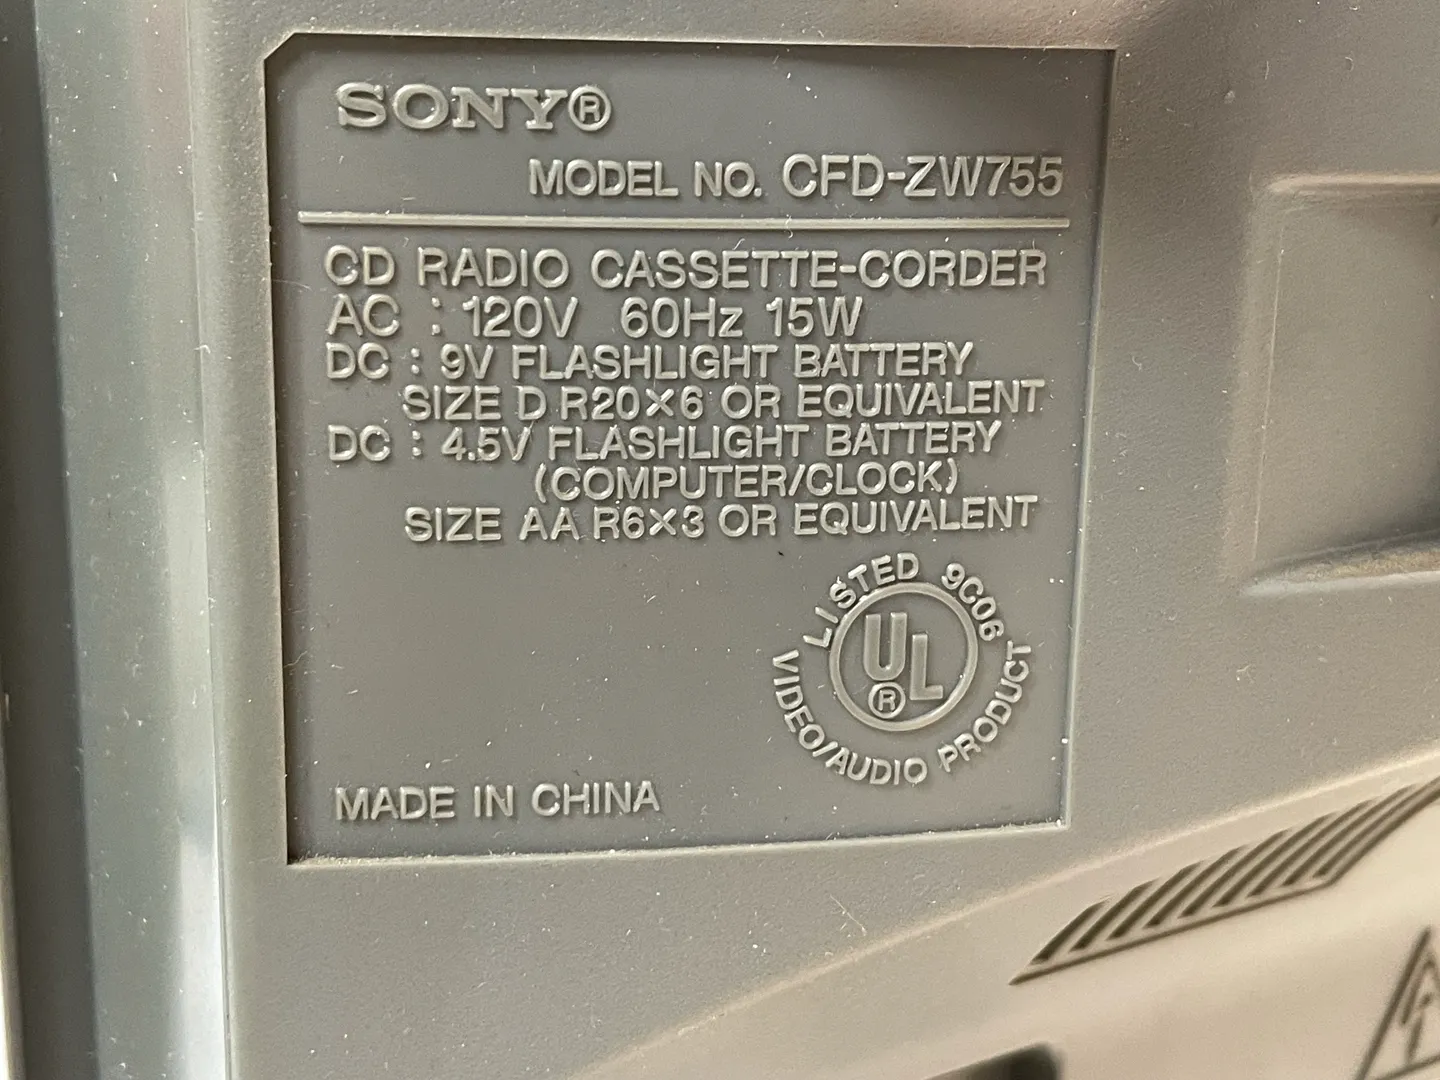 SONY®
MODEL NO. CFD-ZW755
CD RADIO CASSETTE-CORDER
AC : 120V 60Hz 15W
DC : 9V FLASHLIGHT BATTERY
SIZE D R20×6 OR EQUIVALENT
DC : 4.5V FLASHLIGHT BATTERY
(COMPUTER/CLOCK)
SIZE AA R6×3 OR EQUIVALENT
LISTED 9C06
UL®
VIDEO/AUDIO PRODUCT
MADE IN CHINA